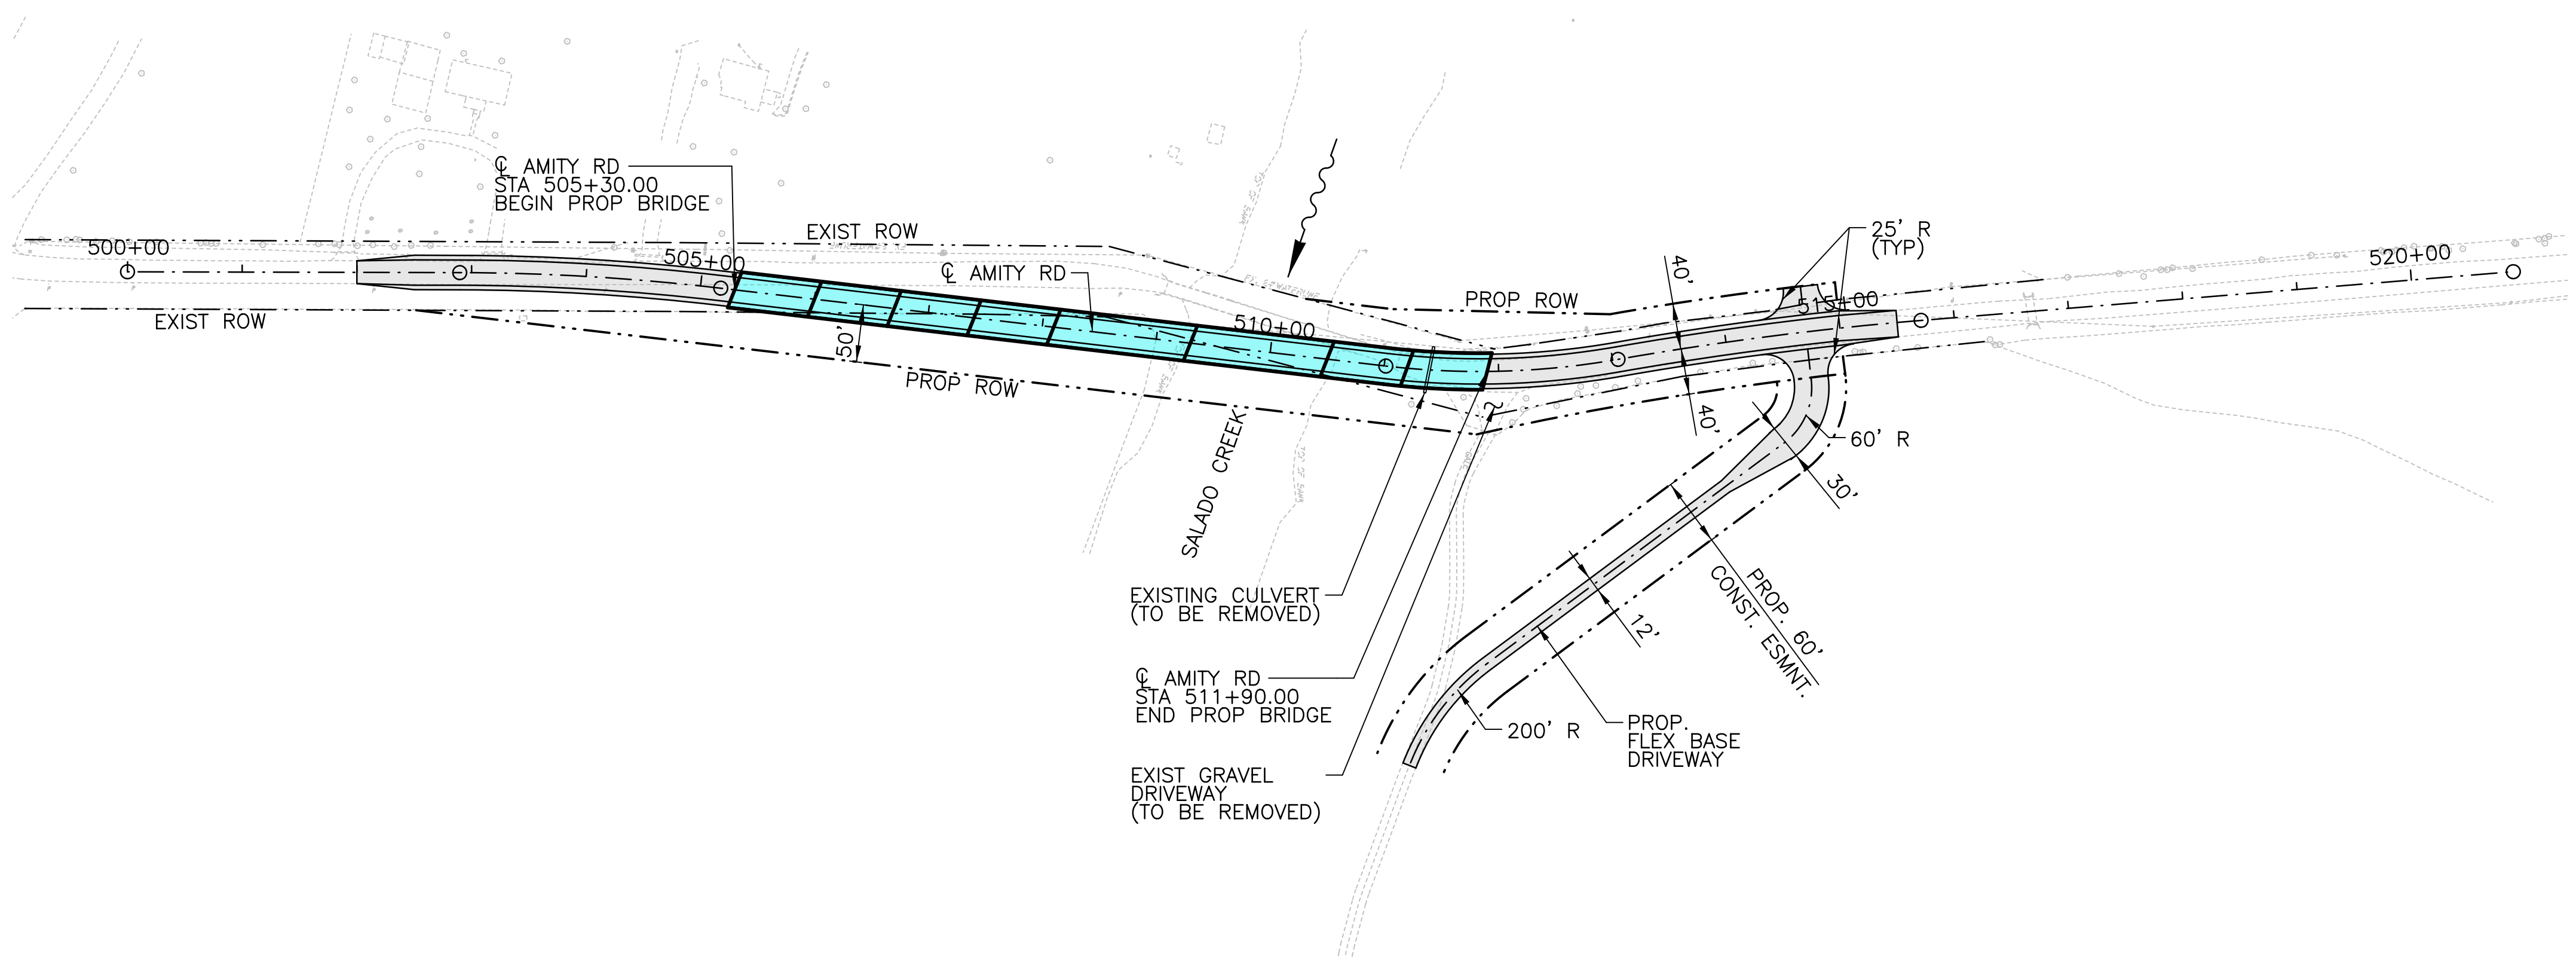 ℄ AMITY RD
STA 505+30.00
BEGIN PROP BRIDGE
500+00
EXIST ROW
505+00
EXIST ROW
℄ AMITY RD
EXIST ROW
50'
PROP ROW
510+00
SALADO CREEK
PROP ROW
40'
40'
25' R
(TYP)
515+00
520+00
60' R
30'
PROP. 60'
CONST. ESMNT.
12'
EXISTING CULVERT
(TO BE REMOVED)
℄ AMITY RD
STA 511+90.00
END PROP BRIDGE
EXIST GRAVEL
DRIVEWAY
(TO BE REMOVED)
200' R
PROP.
FLEX BASE
DRIVEWAY